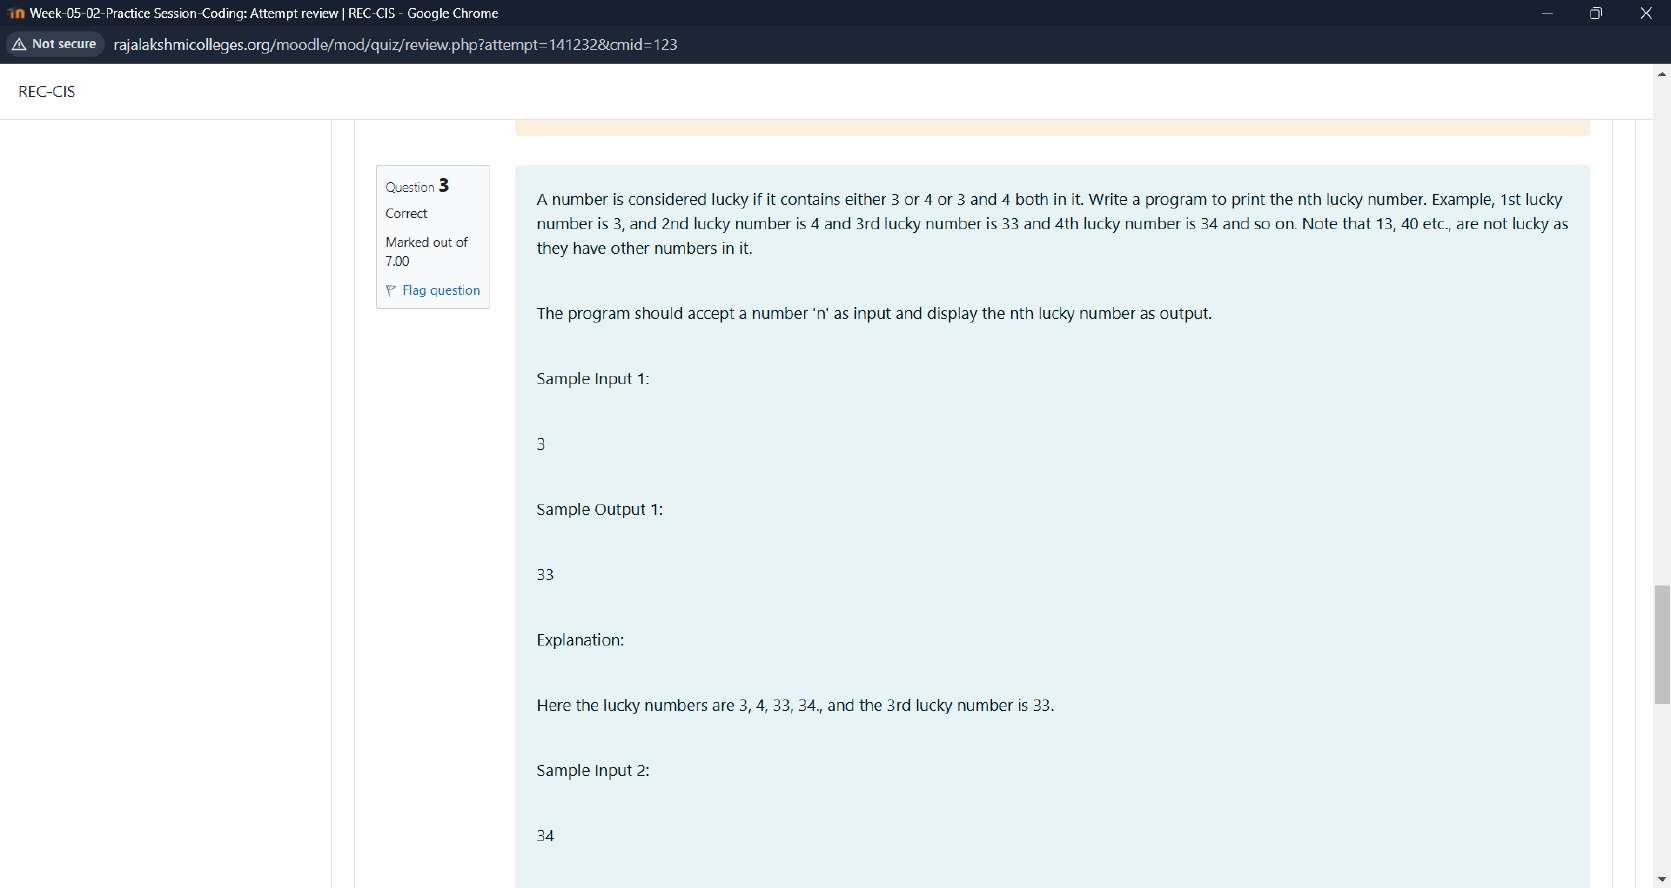 Week-05-02-Practice Session-Coding: Attempt review | REC-CIS - Google Chrome
Not secure rajalakshmicolleges.org/moodle/mod/quiz/review.php?attempt=141232&cmid=123
REC-CIS
Question 3
Correct
Marked out of
7.00
Flag question
A number is considered lucky if it contains either 3 or 4 or 3 and 4 both in it. Write a program to print the nth lucky number. Example, 1st lucky
number is 3, and 2nd lucky number is 4 and 3rd lucky number is 33 and 4th lucky number is 34 and so on. Note that 13, 40 etc., are not lucky as
they have other numbers in it.
The program should accept a number 'n' as input and display the nth lucky number as output.
Sample Input 1:
3
Sample Output 1:
33
Explanation:
Here the lucky numbers are 3, 4, 33, 34., and the 3rd lucky number is 33.
Sample Input 2:
34